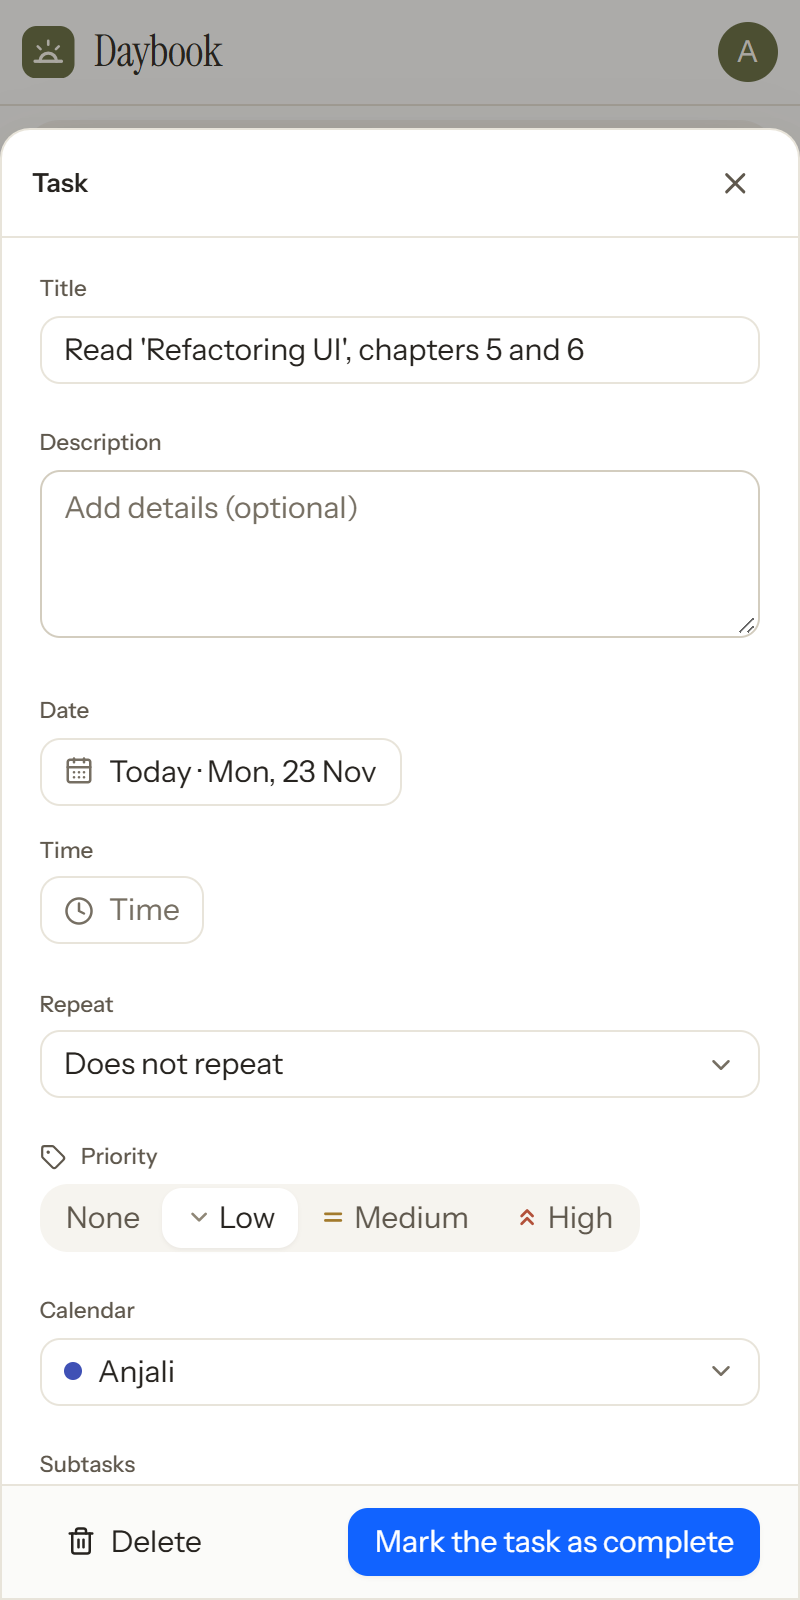 Daybook
A
Task
Title
Read 'Refactoring UI', chapters 5 and 6
Description
Add details (optional)
Date
Today · Mon, 23 Nov
Time
Time
Repeat
Does not repeat
Priority
None Low Medium High
Calendar
Anjali
Subtasks
Delete Mark the task as complete